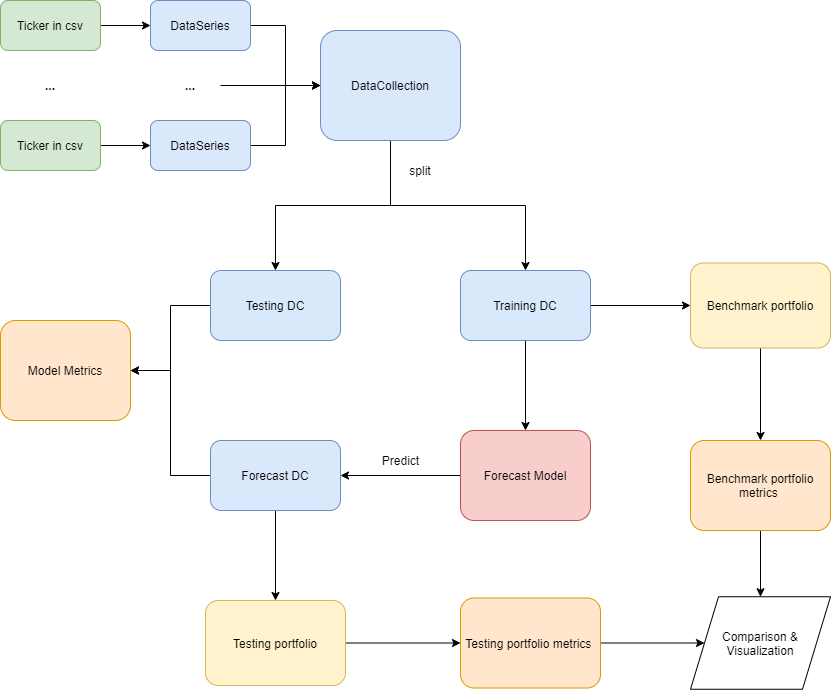 Ticker in csv
DataSeries
DataCollection
...
...
Ticker in csv
DataSeries
split
Testing DC
Training DC
Benchmark portfolio
Model Metrics
Predict
Forecast DC
Forecast Model
Benchmark portfolio
metrics
Testing portfolio
Testing portfolio metrics
Comparison &
Visualization